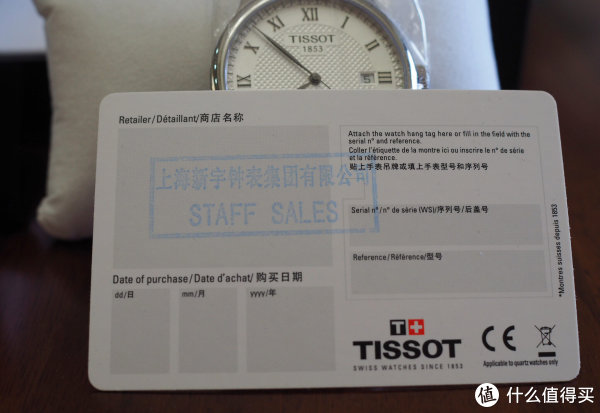 XII
TISSOT
1853
Retailer/Détaillant/商店名称
上海新宇钟表集团有限公司
STAFF SALES
Date of purchase/Date d'achat/购买日期
dd/日
mm/月
yyyy/年
Attach the watch hang tag here or fill in the field with the
serial n° and reference.
Coller l'étiquette de la montre ici ou inscrire le n° de série
et la référence.
贴上手表吊牌或填上手表型号和序列号
Serial n°/n° de série (WS)/序列号/后盖号
Reference/Référence/型号
T+
TISSOT
SWISS WATCHES SINCE 1853
CE
Applicable to quartz watches only
*Montres suisses depuis 1853
值 什么值得买